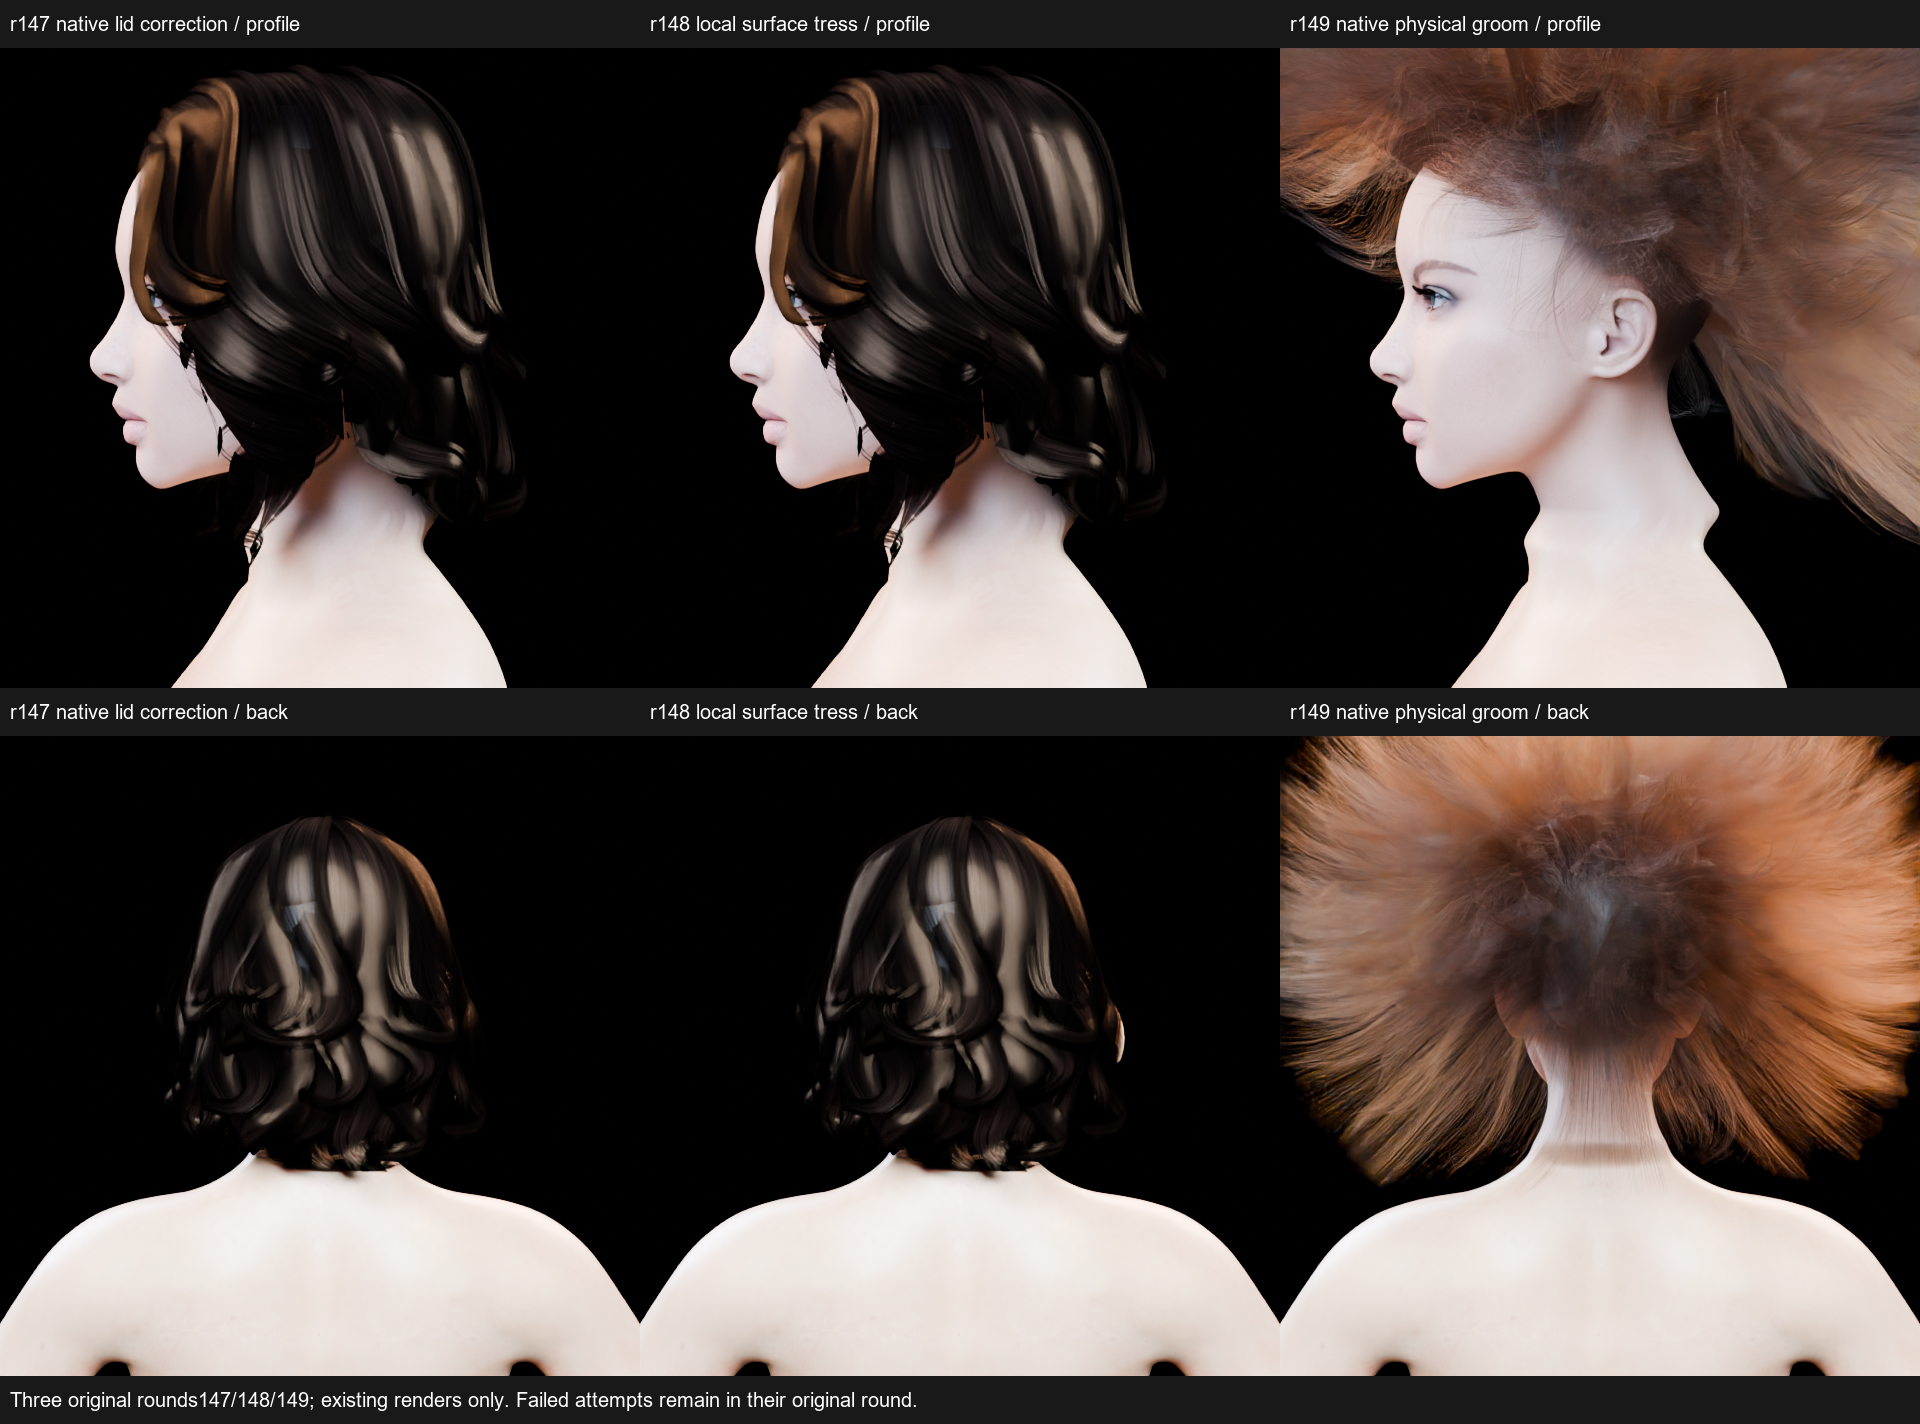 r147 native lid correction / profile
r148 local surface tress / profile
r149 native physical groom / profile
r147 native lid correction / back
r148 local surface tress / back
r149 native physical groom / back
Three original rounds147/148/149; existing renders only. Failed attempts remain in their original round.